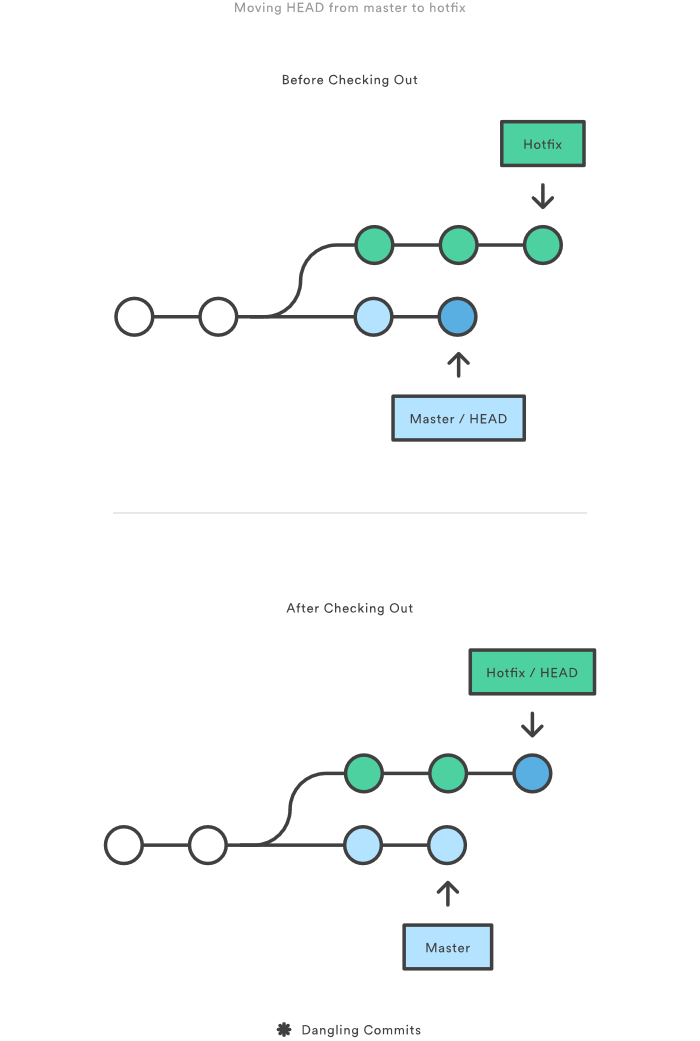 Moving HEAD from master to hotfix
Before Checking Out
Hotfix
Master / HEAD
After Checking Out
Hotfix / HEAD
Master
Dangling Commits